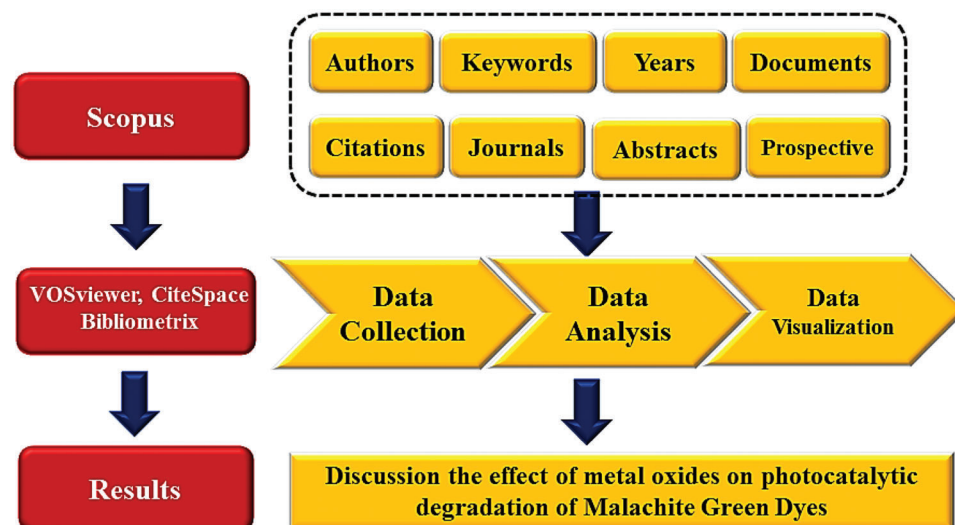 Scopus
Authors
Keywords
Years
Documents
Citations
Journals
Abstracts
Prospective
VOSviewer, CiteSpace
Bibliometrix
Data
Collection
Data
Analysis
Data
Visualization
Results
Discussion the effect of metal oxides on photocatalytic
degradation of Malachite Green Dyes